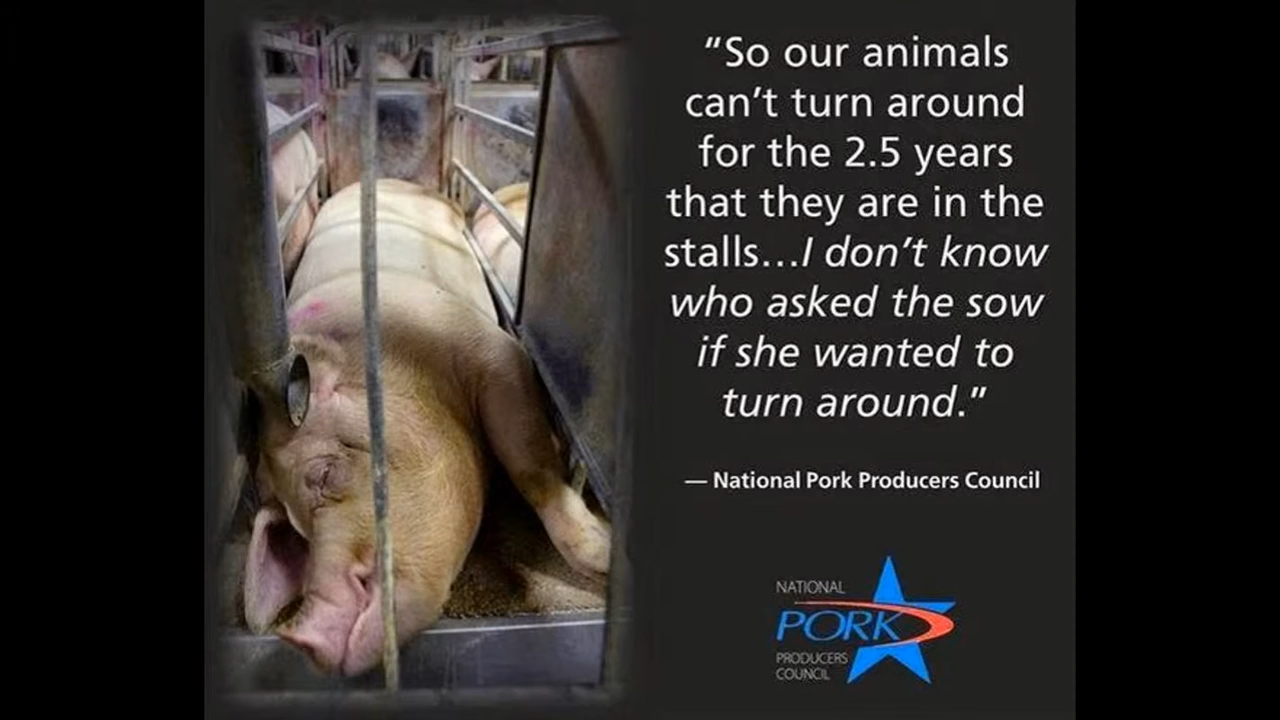 “So our animals
can’t turn around
for the 2.5 years
that they are in the
stalls…I don’t know
who asked the sow
if she wanted to
turn around.”
— National Pork Producers Council
NATIONAL
PORK
PRODUCERS
COUNCIL